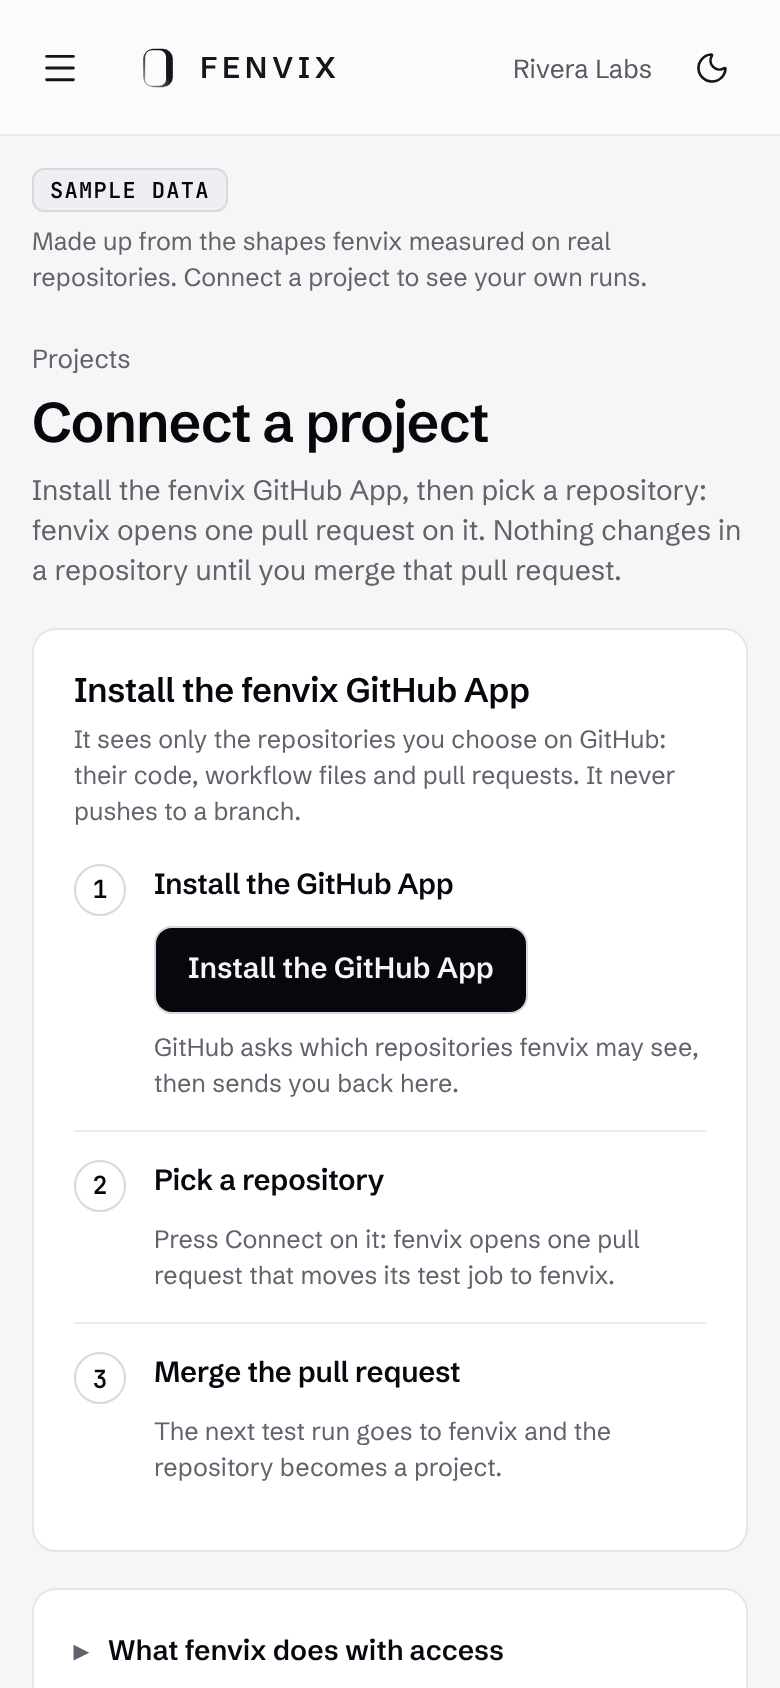 FENVIX
Rivera Labs
SAMPLE DATA
Made up from the shapes fenvix measured on real
repositories. Connect a project to see your own runs.
Projects
Connect a project
Install the fenvix GitHub App, then pick a repository:
fenvix opens one pull request on it. Nothing changes in
a repository until you merge that pull request.
Install the fenvix GitHub App
It sees only the repositories you choose on GitHub:
their code, workflow files and pull requests. It never
pushes to a branch.
1 Install the GitHub App
Install the GitHub App
GitHub asks which repositories fenvix may see,
then sends you back here.
2 Pick a repository
Press Connect on it: fenvix opens one pull
request that moves its test job to fenvix.
3 Merge the pull request
The next test run goes to fenvix and the
repository becomes a project.
What fenvix does with access